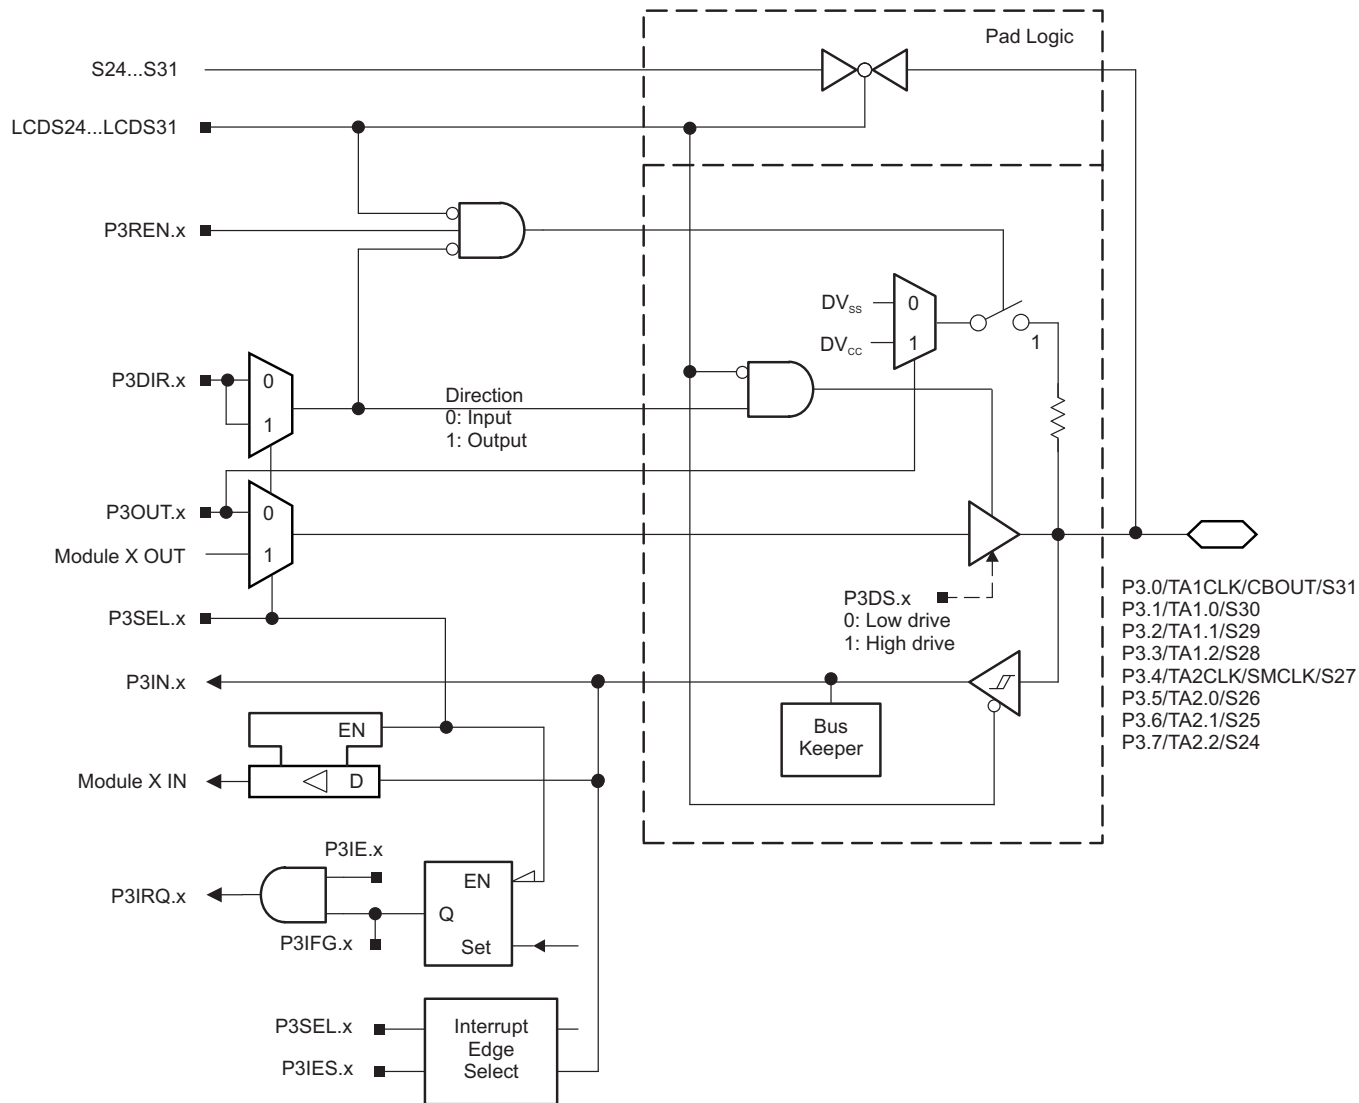 Pad Logic
S24...S31
LCDS24...LCDS31
P3REN.x
DVSS
0
DVCC
1
1
P3DIR.x
0
1
Direction
0: Input
1: Output
P3OUT.x
0
Module X OUT
1
P3DS.x
0: Low drive
1: High drive
P3SEL.x
P3IN.x
P3.0/TA1CLK/CBOUT/S31
P3.1/TA1.0/S30
P3.2/TA1.1/S29
P3.3/TA1.2/S28
P3.4/TA2CLK/SMCLK/S27
P3.5/TA2.0/S26
P3.6/TA2.1/S25
P3.7/TA2.2/S24
Bus
Keeper
EN
Module X IN
D
P3IE.x
P3IRQ.x
EN
Q
P3IFG.x
Set
P3SEL.x
P3IES.x
Interrupt
Edge
Select